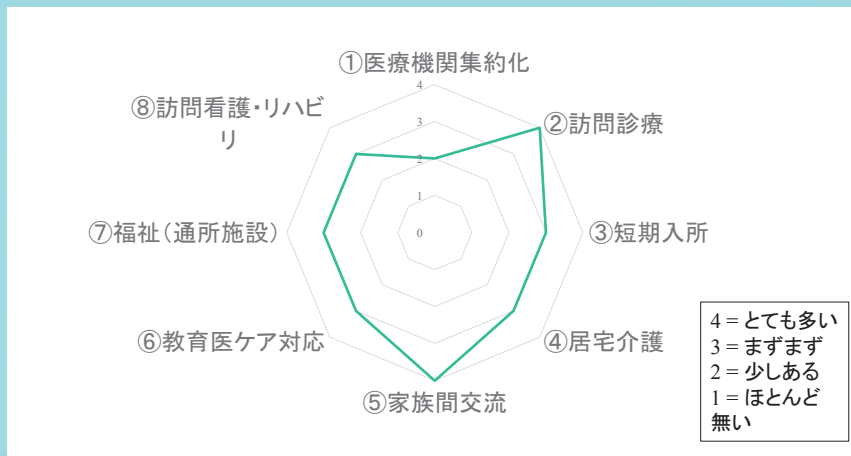 ①医療機関集約化
4
⑧訪問看護・リハビ
リ
②訪問診療
3
2
1
0
⑦福祉(通所施設)
③短期入所
⑥教育医ケア対応
④居宅介護
⑤家族間交流
4 = とても多い
3 = まずまず
2 = 少しある
1 = ほとんど
無い